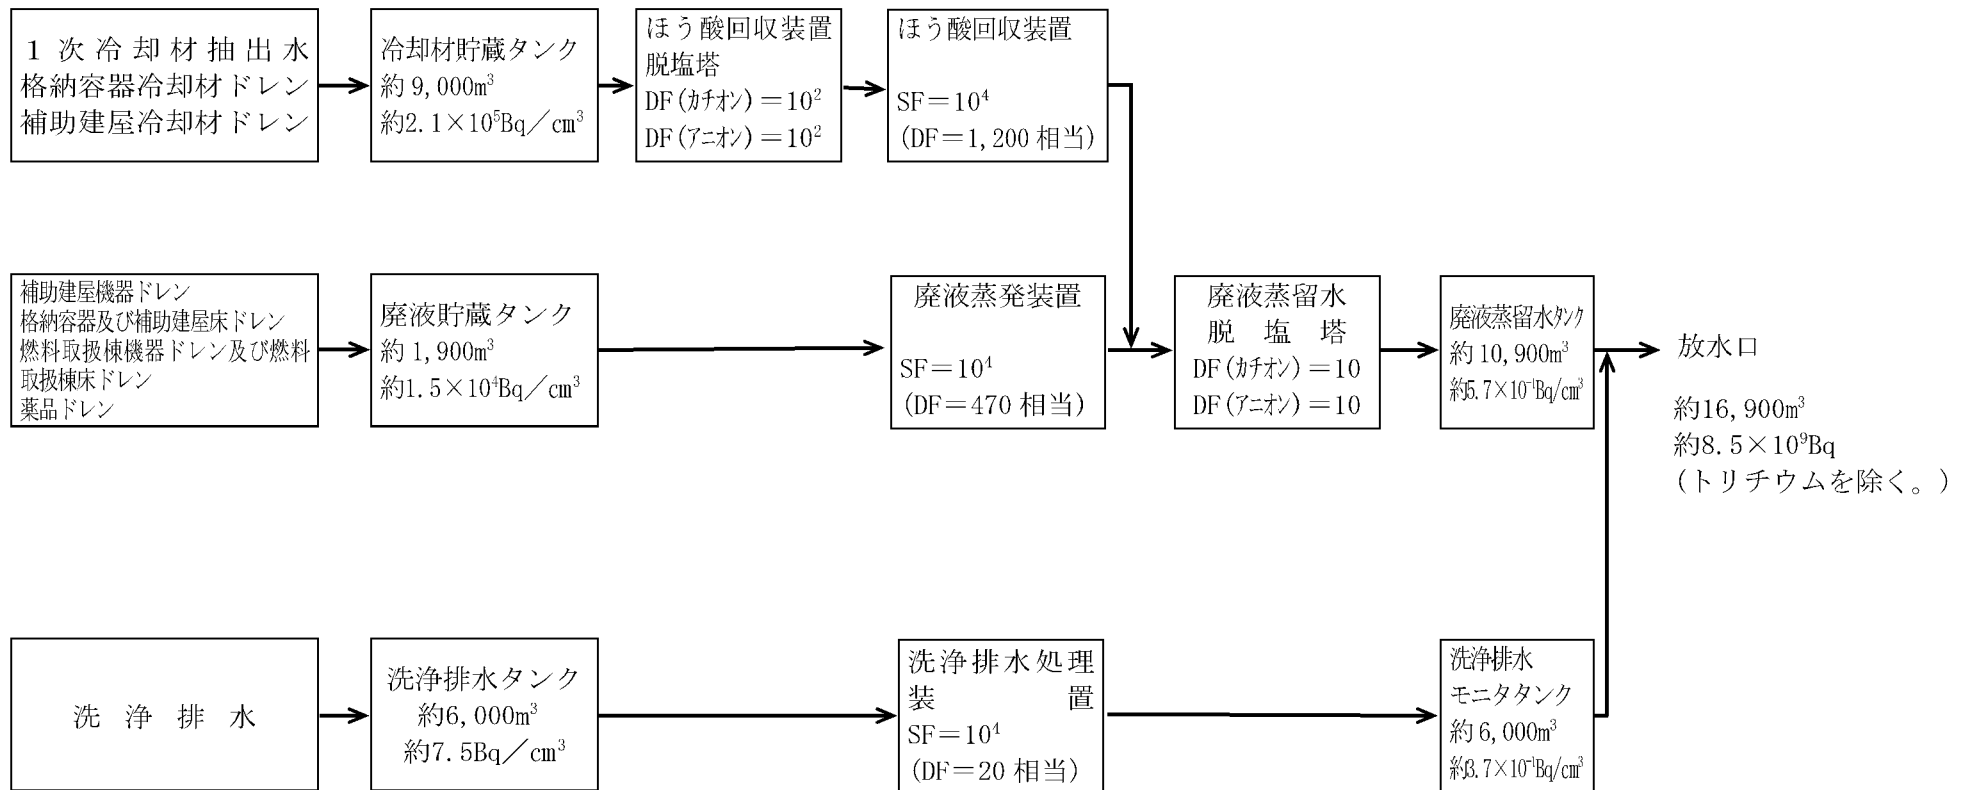 1次冷却材抽出水
格納容器冷却材ドレン
補助建屋冷却材ドレン
冷却材貯蔵タンク
約9,000m³
約2.1×10⁵Bq／cm³
ほう酸回収装置
脱塩塔
DF(ｶﾁｵﾝ)＝10²
DF(ｱﾆｵﾝ)＝10²
ほう酸回収装置
SF＝10⁴
(DF＝1,200相当)
補助建屋機器ドレン
格納容器及び補助建屋床ドレン
燃料取扱棟機器ドレン及び燃料
取扱棟床ドレン
薬品ドレン
廃液貯蔵タンク
約1,900m³
約1.5×10⁴Bq／cm³
廃液蒸発装置
SF＝10⁴
(DF＝470相当)
廃液蒸留水
脱塩塔
DF(ｶﾁｵﾝ)＝10
DF(ｱﾆｵﾝ)＝10
廃液蒸留水ﾀﾝｸ
約10,900m³
約5.7×10⁻¹Bq/cm³
放水口
約16,900m³
約8.5×10⁹Bq
(トリチウムを除く。)
洗浄排水
洗浄排水タンク
約6,000m³
約7.5Bq／cm³
洗浄排水処理
装置
SF＝10⁴
(DF＝20相当)
洗浄排水
モニタタンク
約6,000m³
約3.7×10⁻¹Bq/cm³